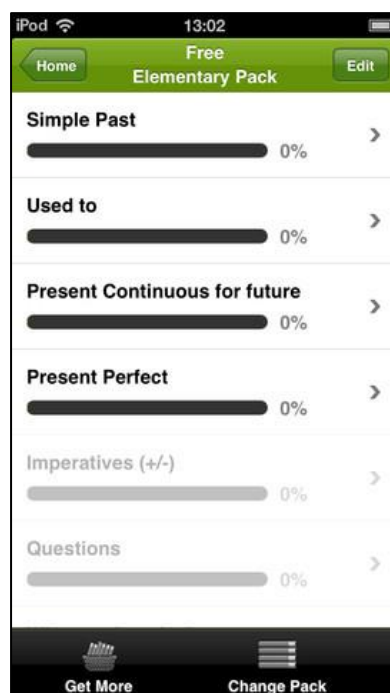 iPod 13:02
Home Free Edit
Elementary Pack
Simple Past
0%
Used to
0%
Present Continuous for future
0%
Present Perfect
0%
Imperatives (+/-)
0%
Questions
0%
Get More Change Pack